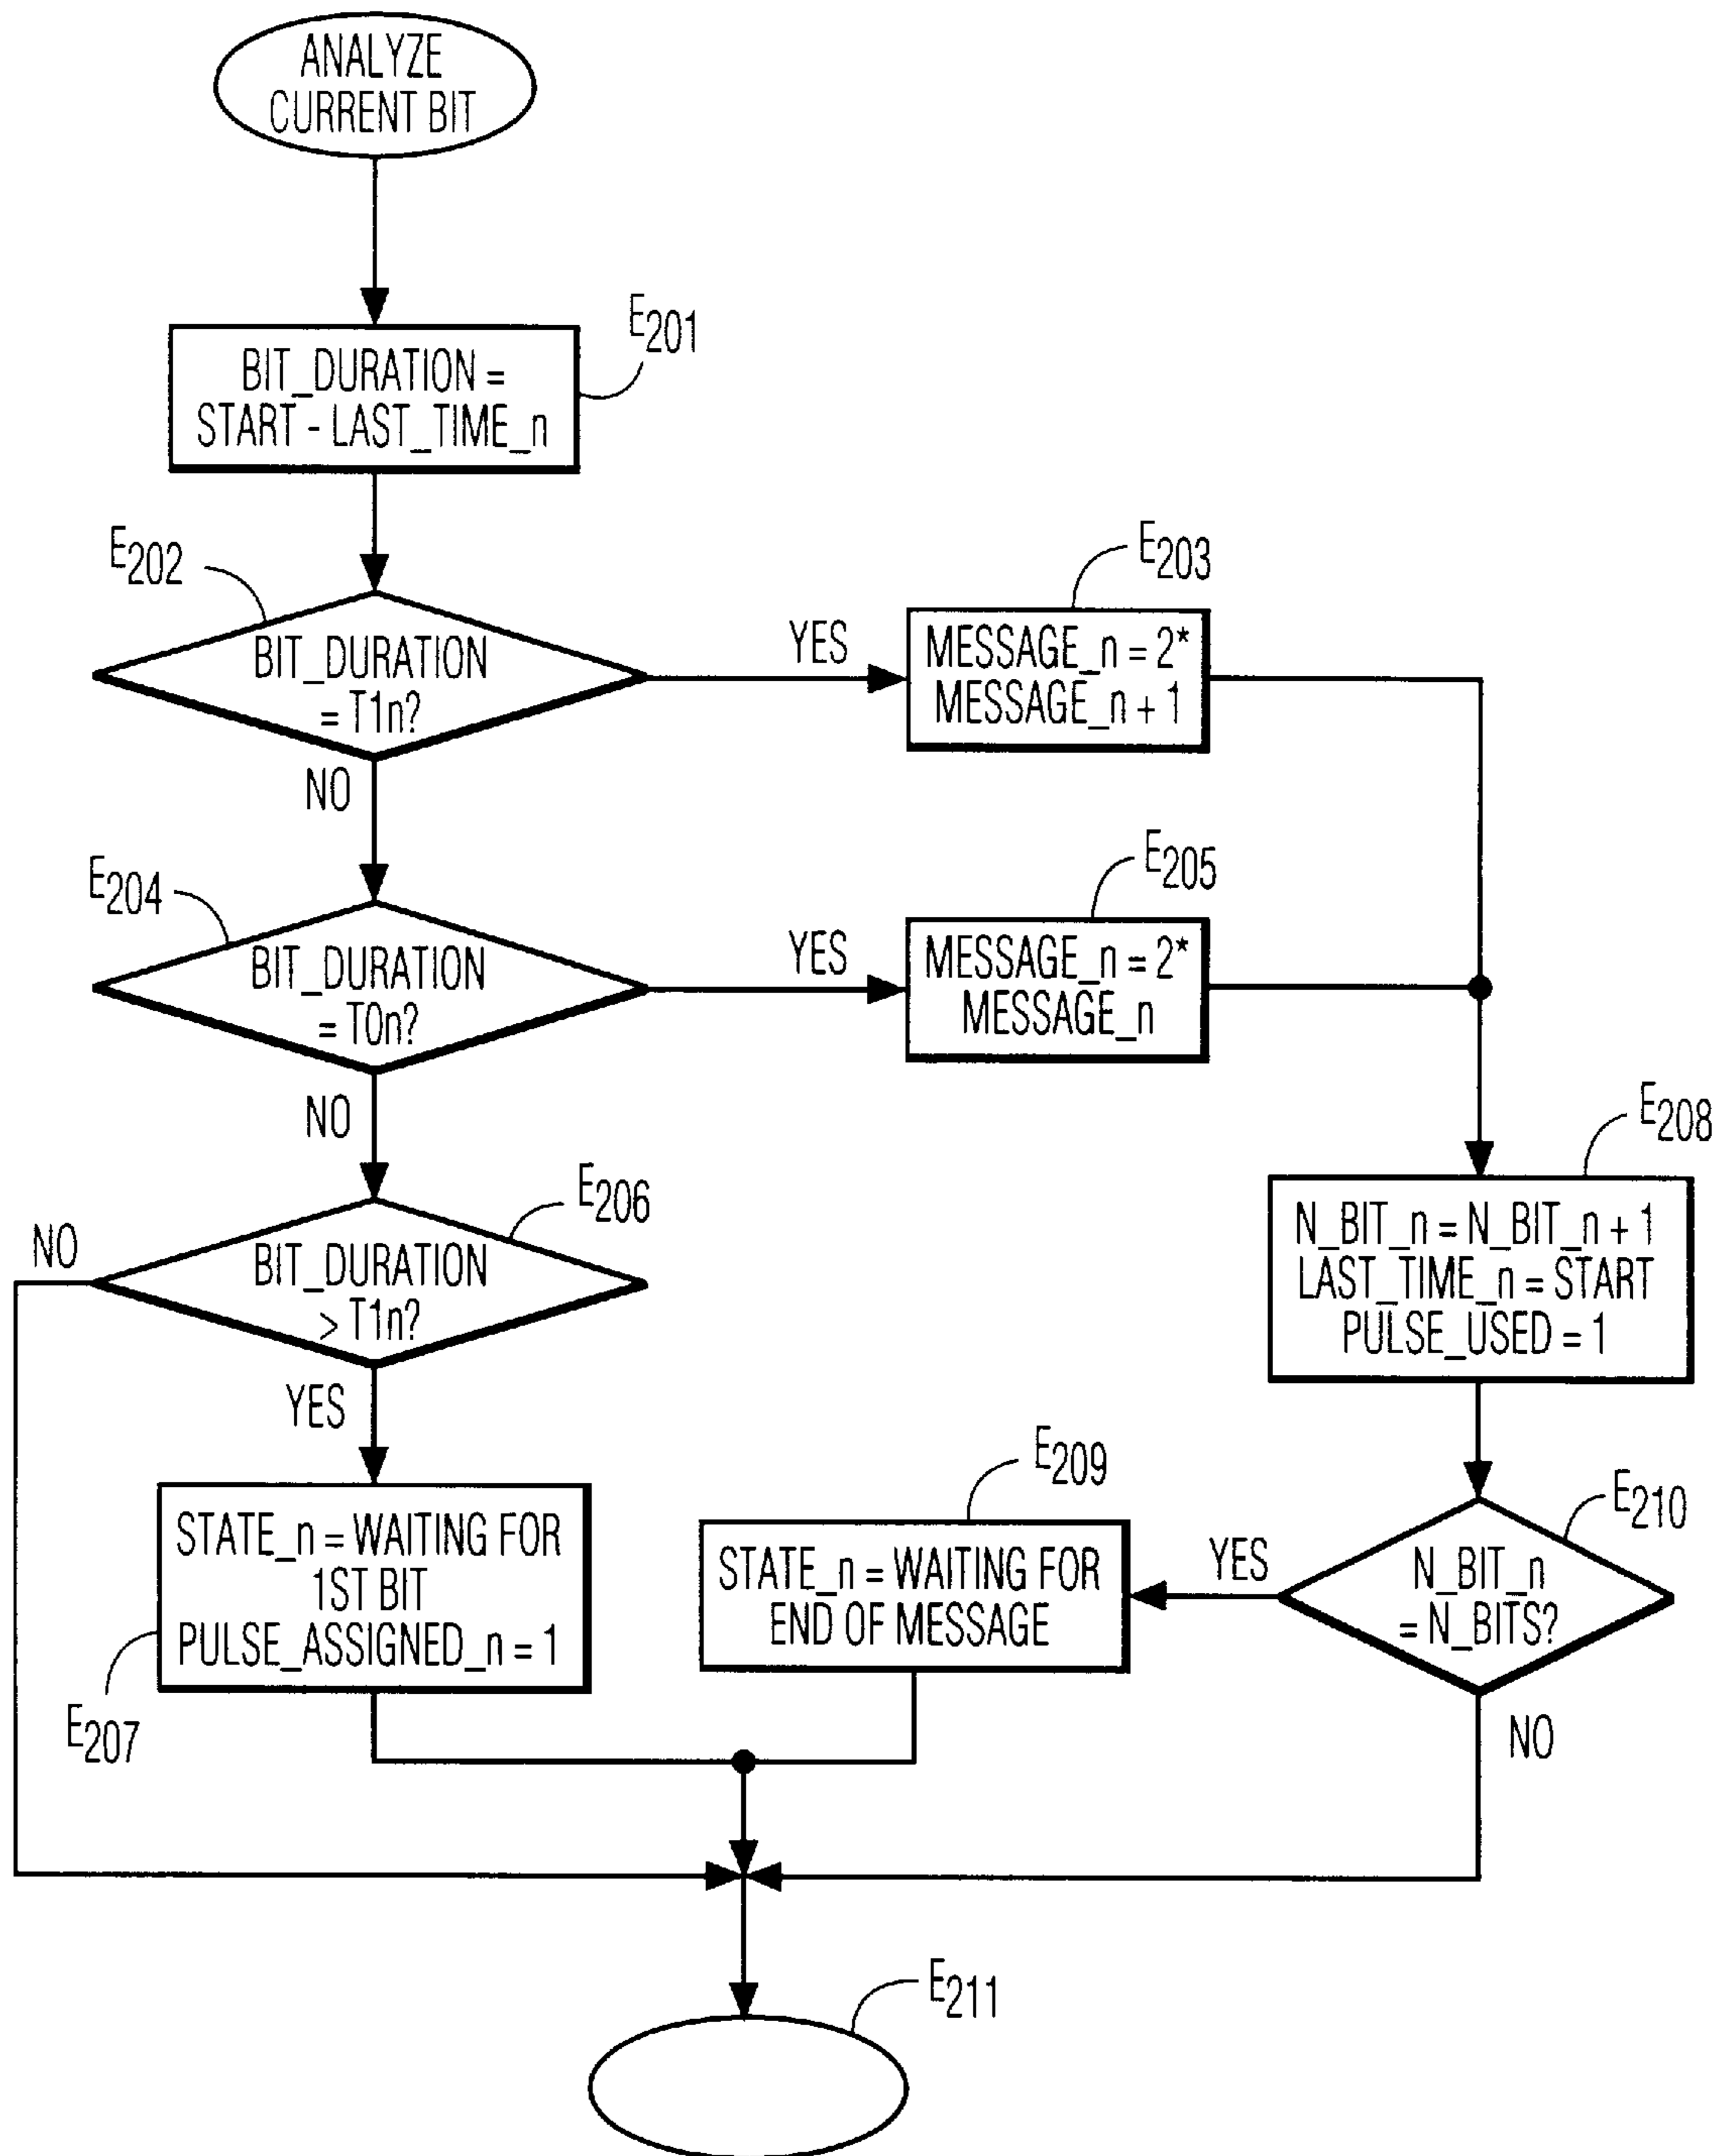 ANALYZE
CURRENT BIT
E201
BIT_DURATION =
START - LAST_TIME_n
E202
BIT_DURATION
= T1n?
YES
NO
E203
MESSAGE_n = 2*
MESSAGE_n + 1
E204
BIT_DURATION
= T0n?
YES
NO
E205
MESSAGE_n = 2*
MESSAGE_n
E206
BIT_DURATION
> T1n?
NO
YES
E208
N_BIT_n = N_BIT_n + 1
LAST_TIME_n = START
PULSE_USED = 1
STATE_n = WAITING FOR
1ST BIT
PULSE_ASSIGNED_n = 1
E207
E209
STATE_n = WAITING FOR
END OF MESSAGE
E210
N_BIT_n
= N_BITS?
YES
NO
E211